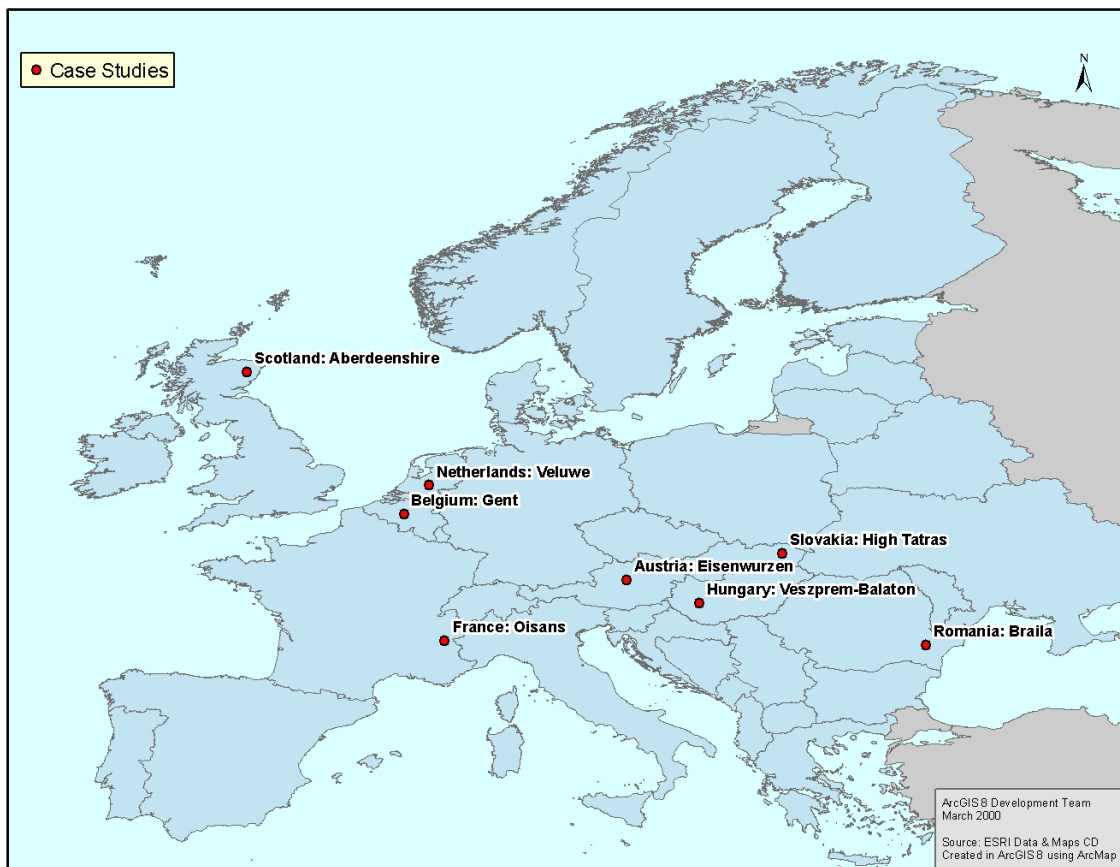 Case Studies
N
Scotland: Aberdeenshire
Netherlands: Veluwe
Belgium: Gent
Slovakia: High Tatras
Austria: Eisenwurzen
Hungary: Veszprem-Balaton
France: Oisans
Romania: Braila
ArcGIS 8 Development Team
March 2000
Source: ESRI Data & Maps CD
Created in ArcGIS 8 using ArcMap